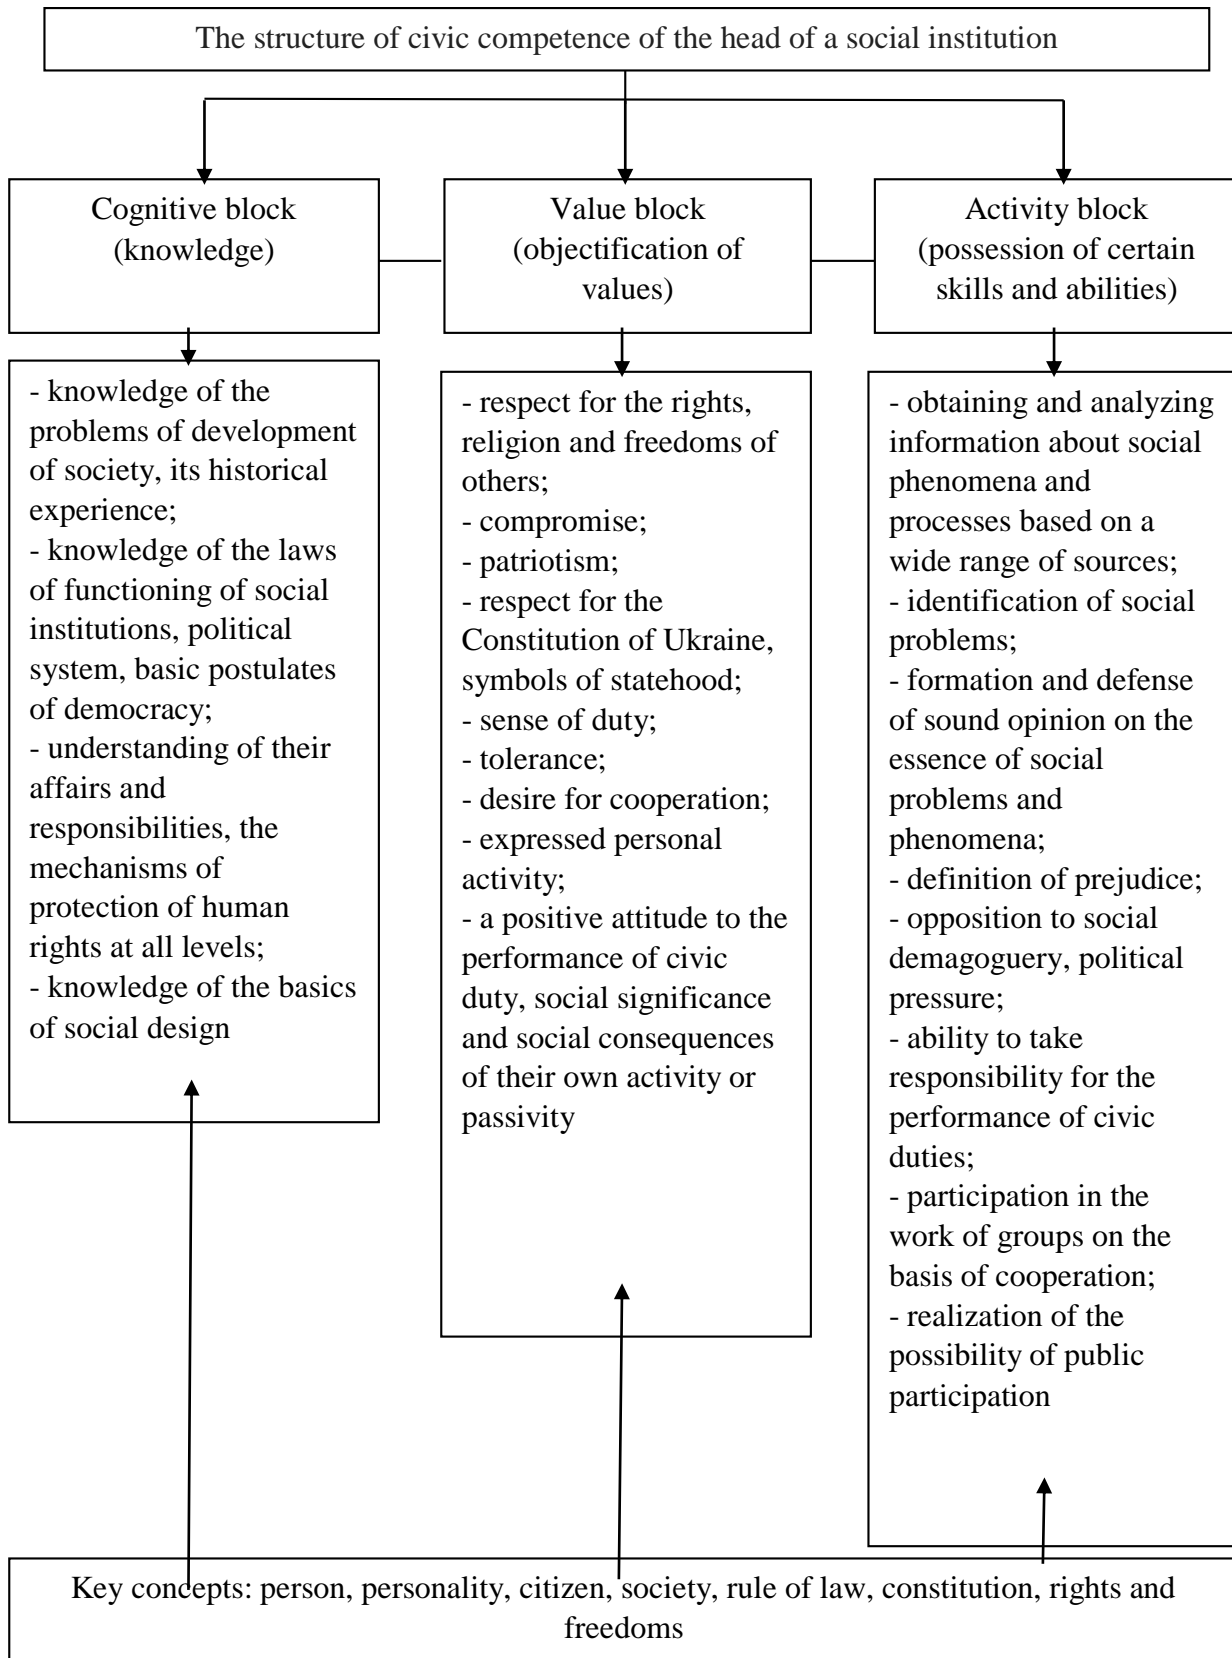 The structure of civic competence of the head of a social institution
Cognitive block
(knowledge)
Value block
(objectification of
values)
Activity block
(possession of certain
skills and abilities)
- knowledge of the
problems of development
of society, its historical
experience;
- knowledge of the laws
of functioning of social
institutions, political
system, basic postulates
of democracy;
- understanding of their
affairs and
responsibilities, the
mechanisms of
protection of human
rights at all levels;
- knowledge of the basics
of social design
- respect for the rights,
religion and freedoms of
others;
- compromise;
- patriotism;
- respect for the
Constitution of Ukraine,
symbols of statehood;
- sense of duty;
- tolerance;
- desire for cooperation;
- expressed personal
activity;
- a positive attitude to the
performance of civic
duty, social significance
and social consequences
of their own activity or
passivity
- obtaining and analyzing
information about social
phenomena and
processes based on a
wide range of sources;
- identification of social
problems;
- formation and defense
of sound opinion on the
essence of social
problems and
phenomena;
- definition of prejudice;
- opposition to social
demagoguery, political
pressure;
- ability to take
responsibility for the
performance of civic
duties;
- participation in the
work of groups on the
basis of cooperation;
- realization of the
possibility of public
participation
Key concepts: person, personality, citizen, society, rule of law, constitution, rights and
freedoms